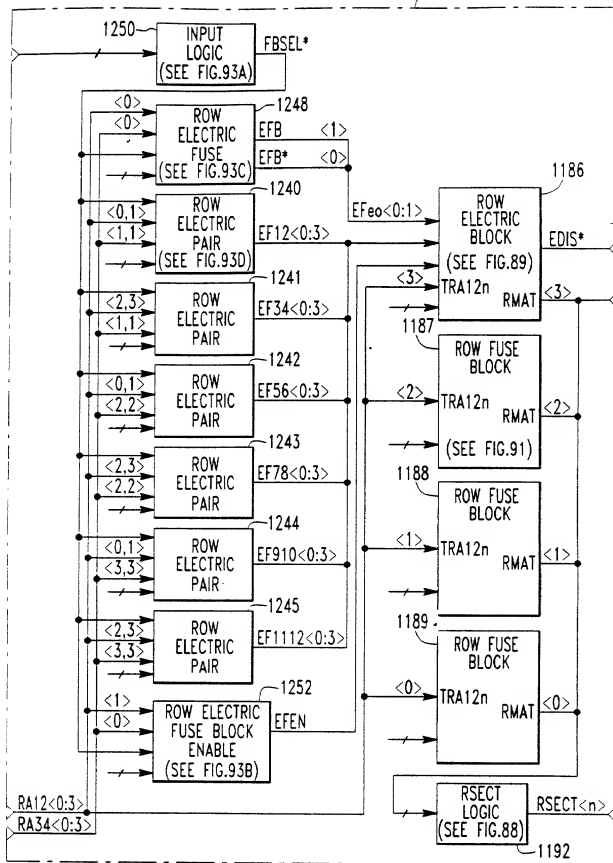 1250
INPUT
LOGIC
(SEE FIG.93A)
FBSEL*
<0>
<0>
1248
ROW
ELECTRIC
FUSE
(SEE FIG.93C)
EFB
<1>
EFB*
<0>
1240
<0,1>
<1,1>
ROW
ELECTRIC
PAIR
(SEE FIG.93D)
EF12<0:3>
1241
<2,3>
<1,1>
ROW
ELECTRIC
PAIR
EF34<0:3>
1242
<0,1>
<2,2>
ROW
ELECTRIC
PAIR
EF56<0:3>
1243
<2,3>
<2,2>
ROW
ELECTRIC
PAIR
EF78<0:3>
1244
<0,1>
<3,3>
ROW
ELECTRIC
PAIR
EF910<0:3>
1245
<2,3>
<3,3>
ROW
ELECTRIC
PAIR
EF1112<0:3>
1252
<1>
<0>
ROW ELECTRIC
FUSE BLOCK
ENABLE
(SEE FIG.93B)
EFEN
RA12<0:3>
RA34<0:3>
1186
EFeo<0:1>
ROW
ELECTRIC
BLOCK
(SEE FIG.89)
EDIS*
<3>
TRA12n
RMAT
<3>
1187
ROW FUSE
BLOCK
<2>
TRA12n
RMAT
<2>
(SEE FIG.91)
1188
ROW FUSE
BLOCK
<1>
TRA12n
RMAT
<1>
1189
ROW FUSE
BLOCK
<0>
TRA12n
RMAT
<0>
RSECT
LOGIC
(SEE FIG.88)
RSECT<n>
1192